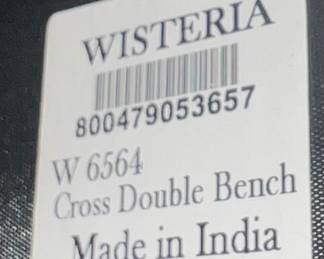 WISTERIA
800479053657
W 6564
Cross Double Bench
Made in India